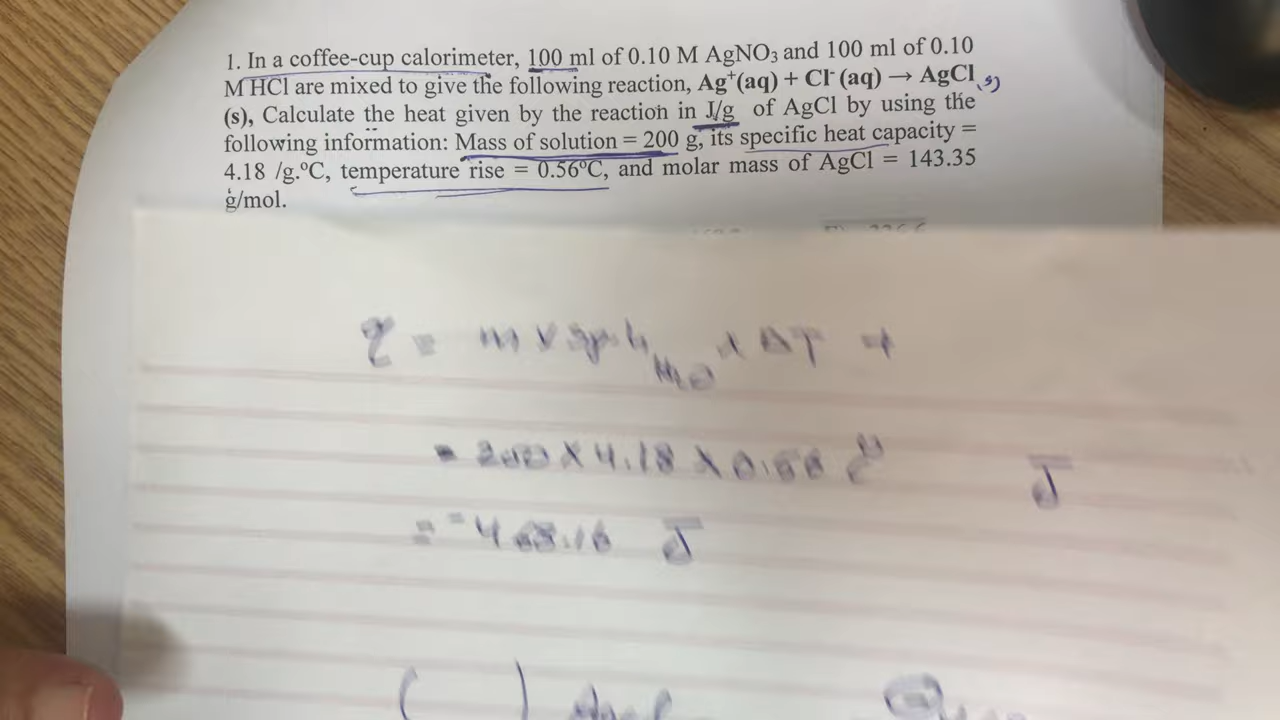 1. In a coffee-cup calorimeter, 100 ml of 0.10 M AgNO₃ and 100 ml of 0.10
M HCl are mixed to give the following reaction, Ag⁺(aq) + Cl⁻ (aq) → AgCl (s)
(s), Calculate the heat given by the reaction in J/g of AgCl by using the
following information: Mass of solution = 200 g, its specific heat capacity =
4.18 /g.ºC, temperature rise = 0.56ºC, and molar mass of AgCl = 143.35
g/mol.
= m x sp.h H₂O x ΔT
= 200 x 4.18 x 0.56 J
= - 468.16 J
( )